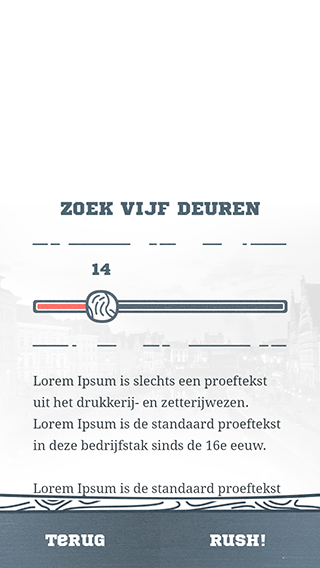 ZOEK VIJF DEUREN
14
Lorem Ipsum is slechts een proeftekst
uit het drukkerij- en zetterijwezen.
Lorem Ipsum is de standaard proeftekst
in deze bedrijfstak sinds de 16e eeuw.
Lorem Ipsum is de standaard proeftekst
TeRUG
RUSH!